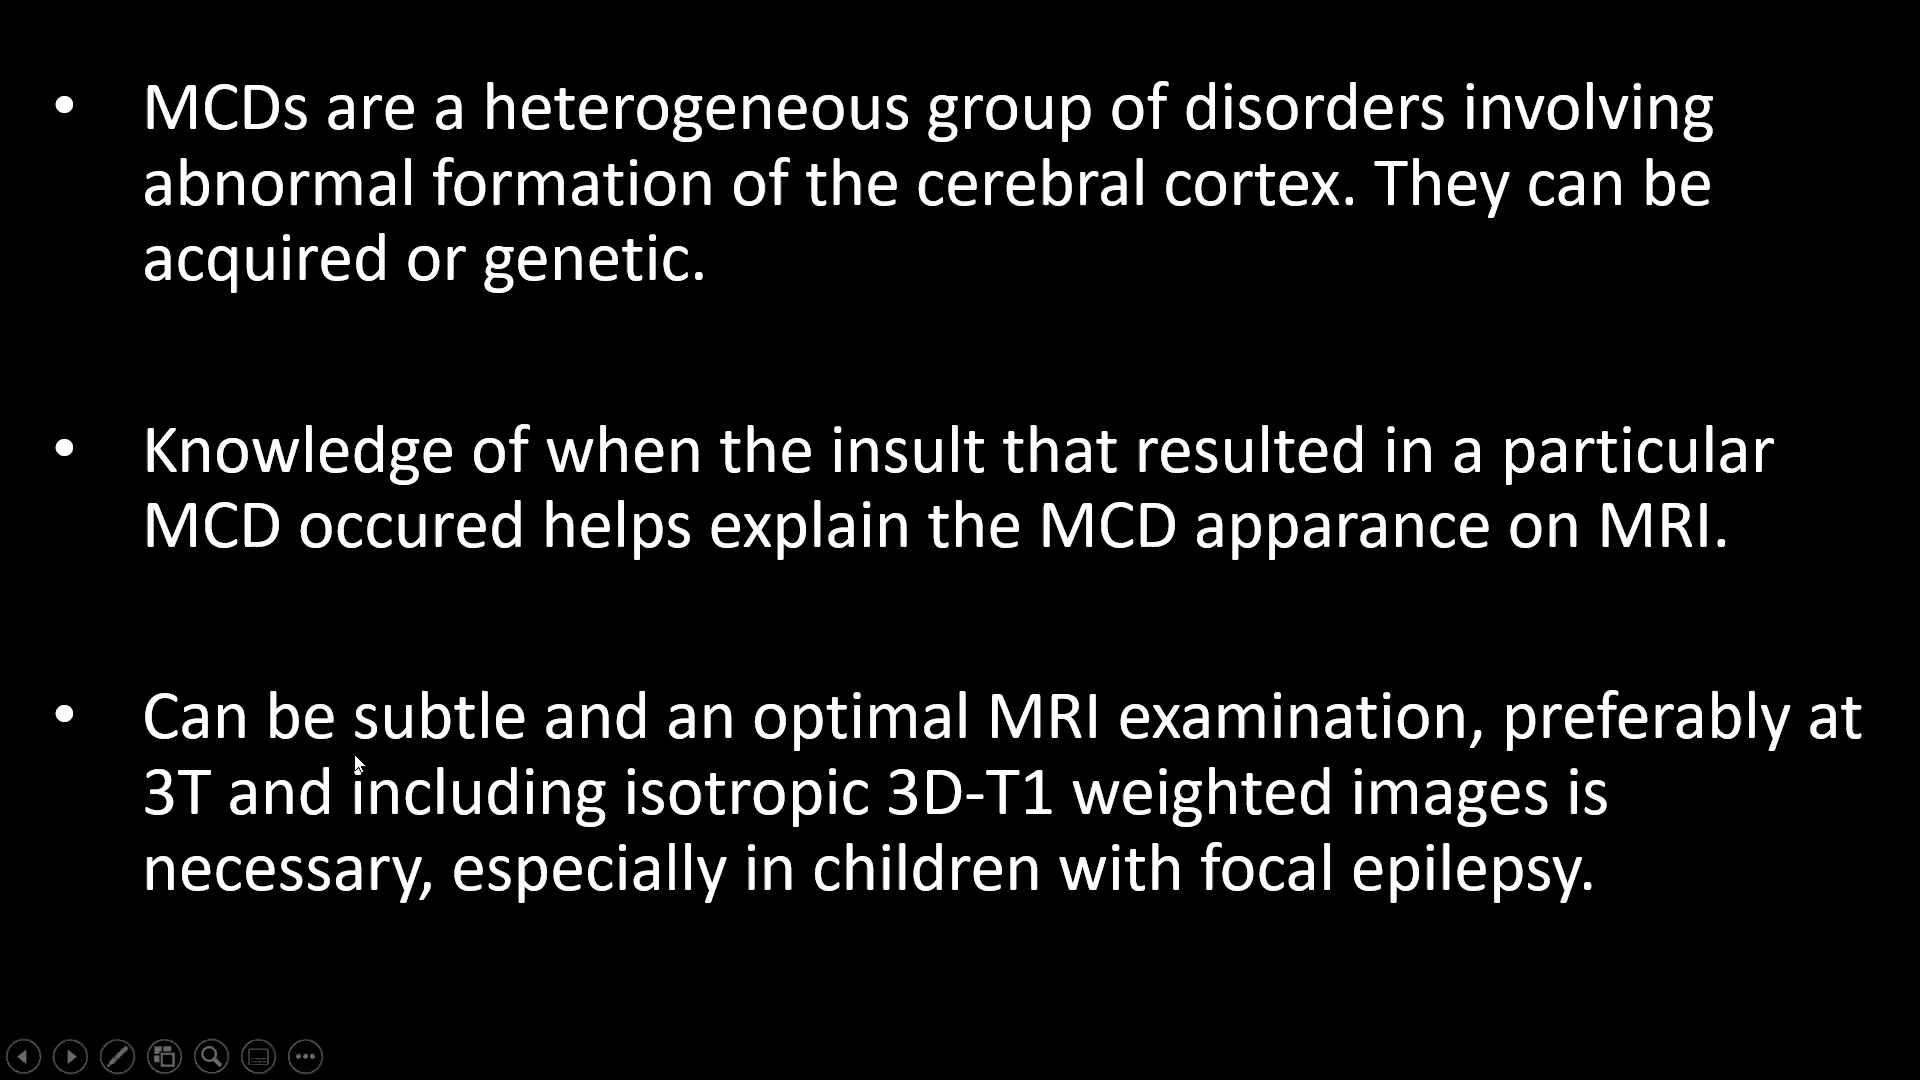 • MCDs are a heterogeneous group of disorders involving
abnormal formation of the cerebral cortex. They can be
acquired or genetic.
• Knowledge of when the insult that resulted in a particular
MCD occured helps explain the MCD apparance on MRI.
• Can be subtle and an optimal MRI examination, preferably at
3T and including isotropic 3D-T1 weighted images is
necessary, especially in children with focal epilepsy.